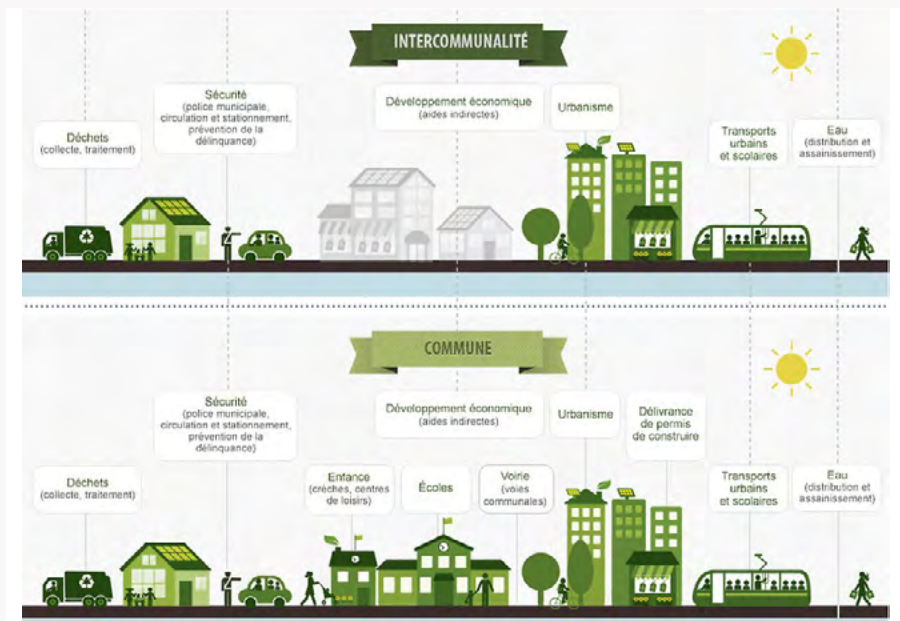 INTERCOMMUNALITÉ
Sécurité
(police municipale,
circulation et stationnement,
prévention de la
délinquance)
Développement économique
(aides indirectes)
Urbanisme
Déchets
(collecte, traitement)
Transports
urbains
et scolaires
Eau
(distribution et
assainissement)
COMMUNE
Sécurité
(police municipale,
circulation et stationnement,
prévention de la
délinquance)
Développement économique
(aides indirectes)
Urbanisme
Délivrance
de permis
de construire
Déchets
(collecte, traitement)
Enfance
(crèches, centres
de loisirs)
Écoles
Voirie
(voies
communales)
Transports
urbains
et scolaires
Eau
(distribution et
assainissement)